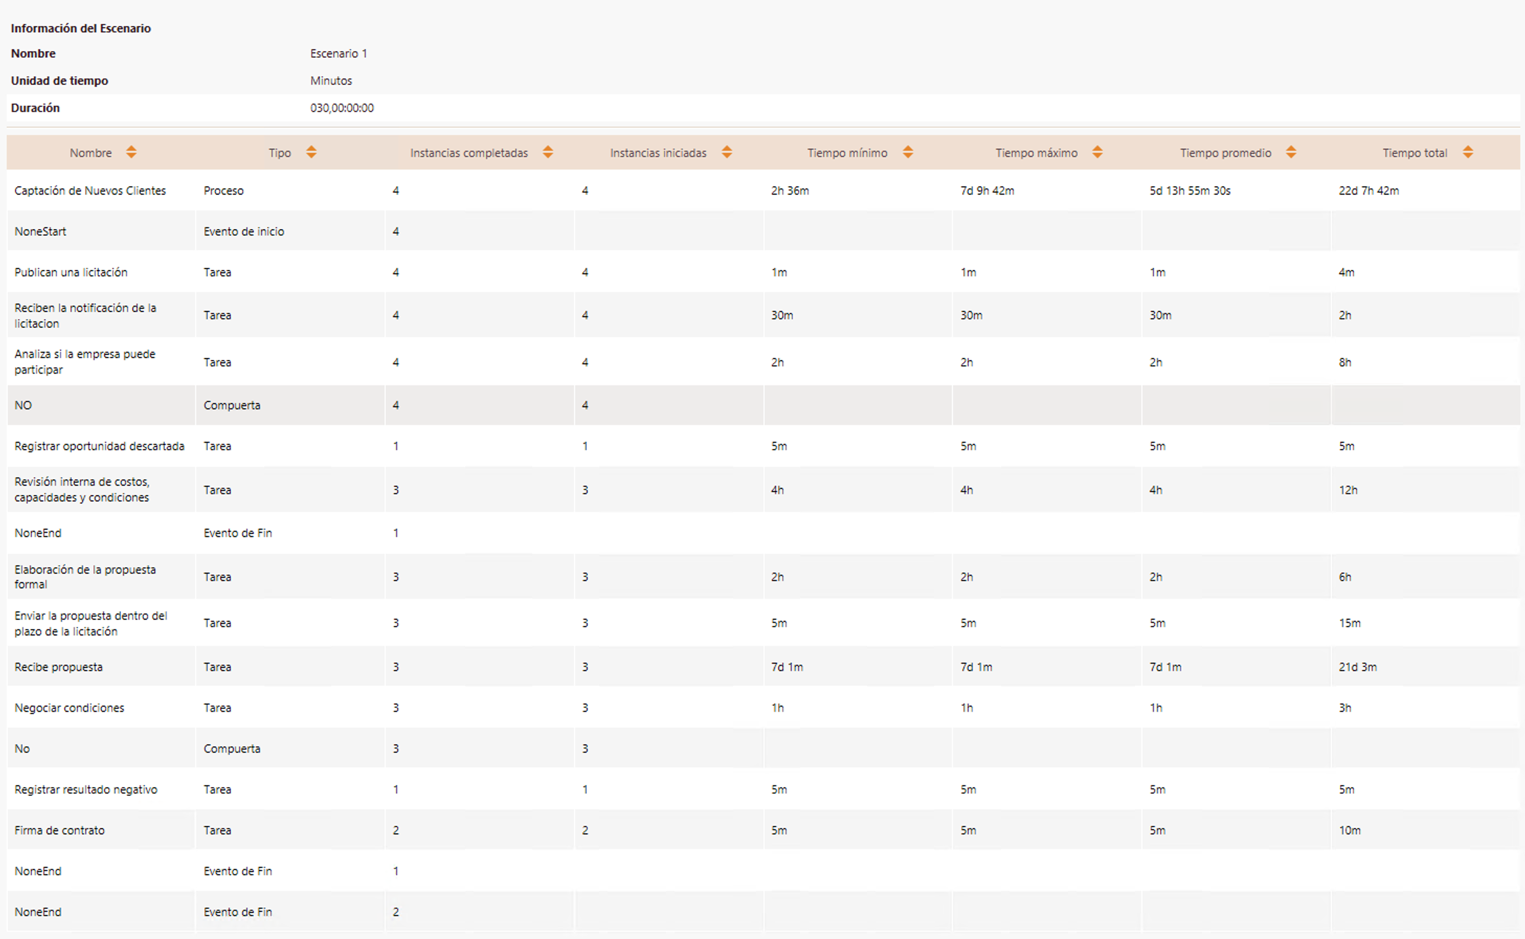 Información del Escenario
Nombre Escenario 1
Unidad de tiempo Minutos
Duración 030,00:00:00
Nombre Tipo Instancias completadas Instancias iniciadas Tiempo mínimo Tiempo máximo Tiempo promedio Tiempo total
Captación de Nuevos Clientes Proceso 4 4 2h 36m 7d 9h 42m 5d 13h 55m 30s 22d 7h 42m
NoneStart Evento de inicio 4
Publican una licitación Tarea 4 4 1m 1m 1m 4m
Reciben la notificación de la
licitacion Tarea 4 4 30m 30m 30m 2h
Analiza si la empresa puede
participar Tarea 4 4 2h 2h 2h 8h
NO Compuerta 4 4
Registrar oportunidad descartada Tarea 1 1 5m 5m 5m 5m
Revisión interna de costos,
capacidades y condiciones Tarea 3 3 4h 4h 4h 12h
NoneEnd Evento de Fin 1
Elaboración de la propuesta
formal Tarea 3 3 2h 2h 2h 6h
Enviar la propuesta dentro del
plazo de la licitación Tarea 3 3 5m 5m 5m 15m
Recibe propuesta Tarea 3 3 7d 1m 7d 1m 7d 1m 21d 3m
Negociar condiciones Tarea 3 3 1h 1h 1h 3h
No Compuerta 3 3
Registrar resultado negativo Tarea 1 1 5m 5m 5m 5m
Firma de contrato Tarea 2 2 5m 5m 5m 10m
NoneEnd Evento de Fin 1
NoneEnd Evento de Fin 2